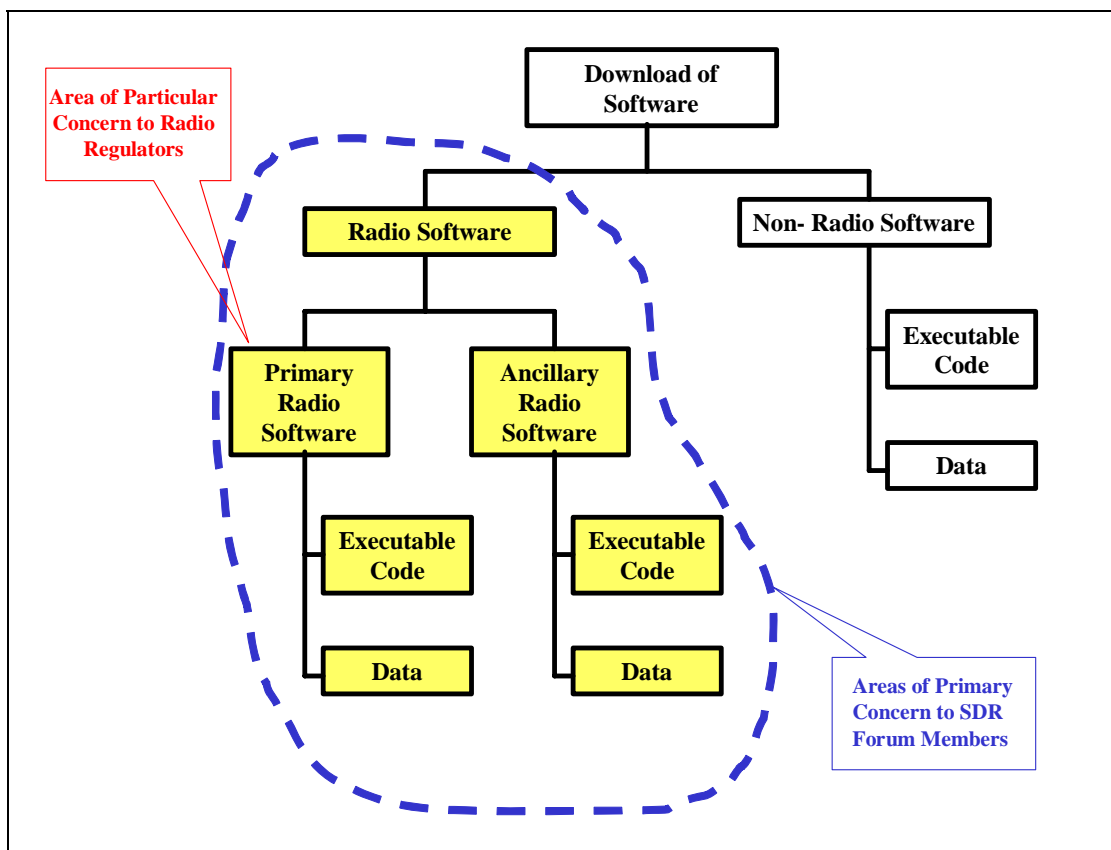 Download of
Software
Area of Particular
Concern to Radio
Regulators
Radio Software
Non- Radio Software
Primary
Radio
Software
Ancillary
Radio
Software
Executable
Code
Data
Executable
Code
Data
Executable
Code
Data
Areas of Primary
Concern to SDR
Forum Members